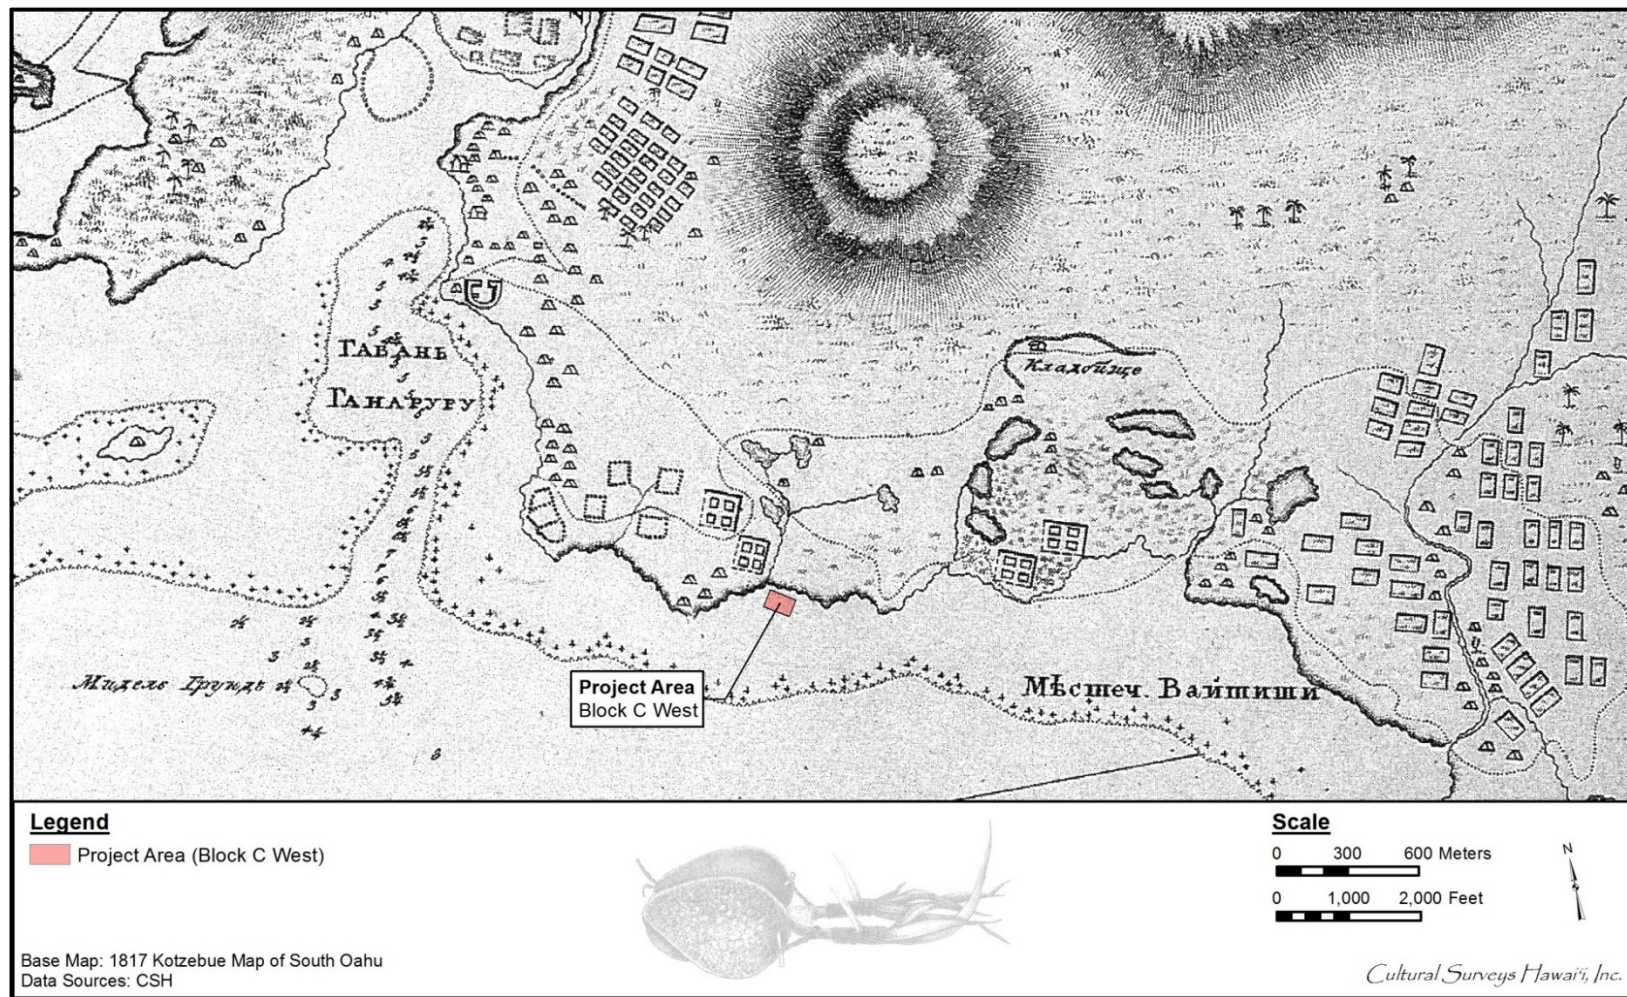 ГАВАНЬ
ГАНАРУРУ
Кладбище
Мидель Грундъ
Мѣстеч. Вайтиши
Project Area
Block C West
Legend
Project Area (Block C West)
Base Map: 1817 Kotzebue Map of South Oahu
Data Sources: CSH
Scale
0 300 600 Meters
0 1,000 2,000 Feet
N
Cultural Surveys Hawai‘i, Inc.